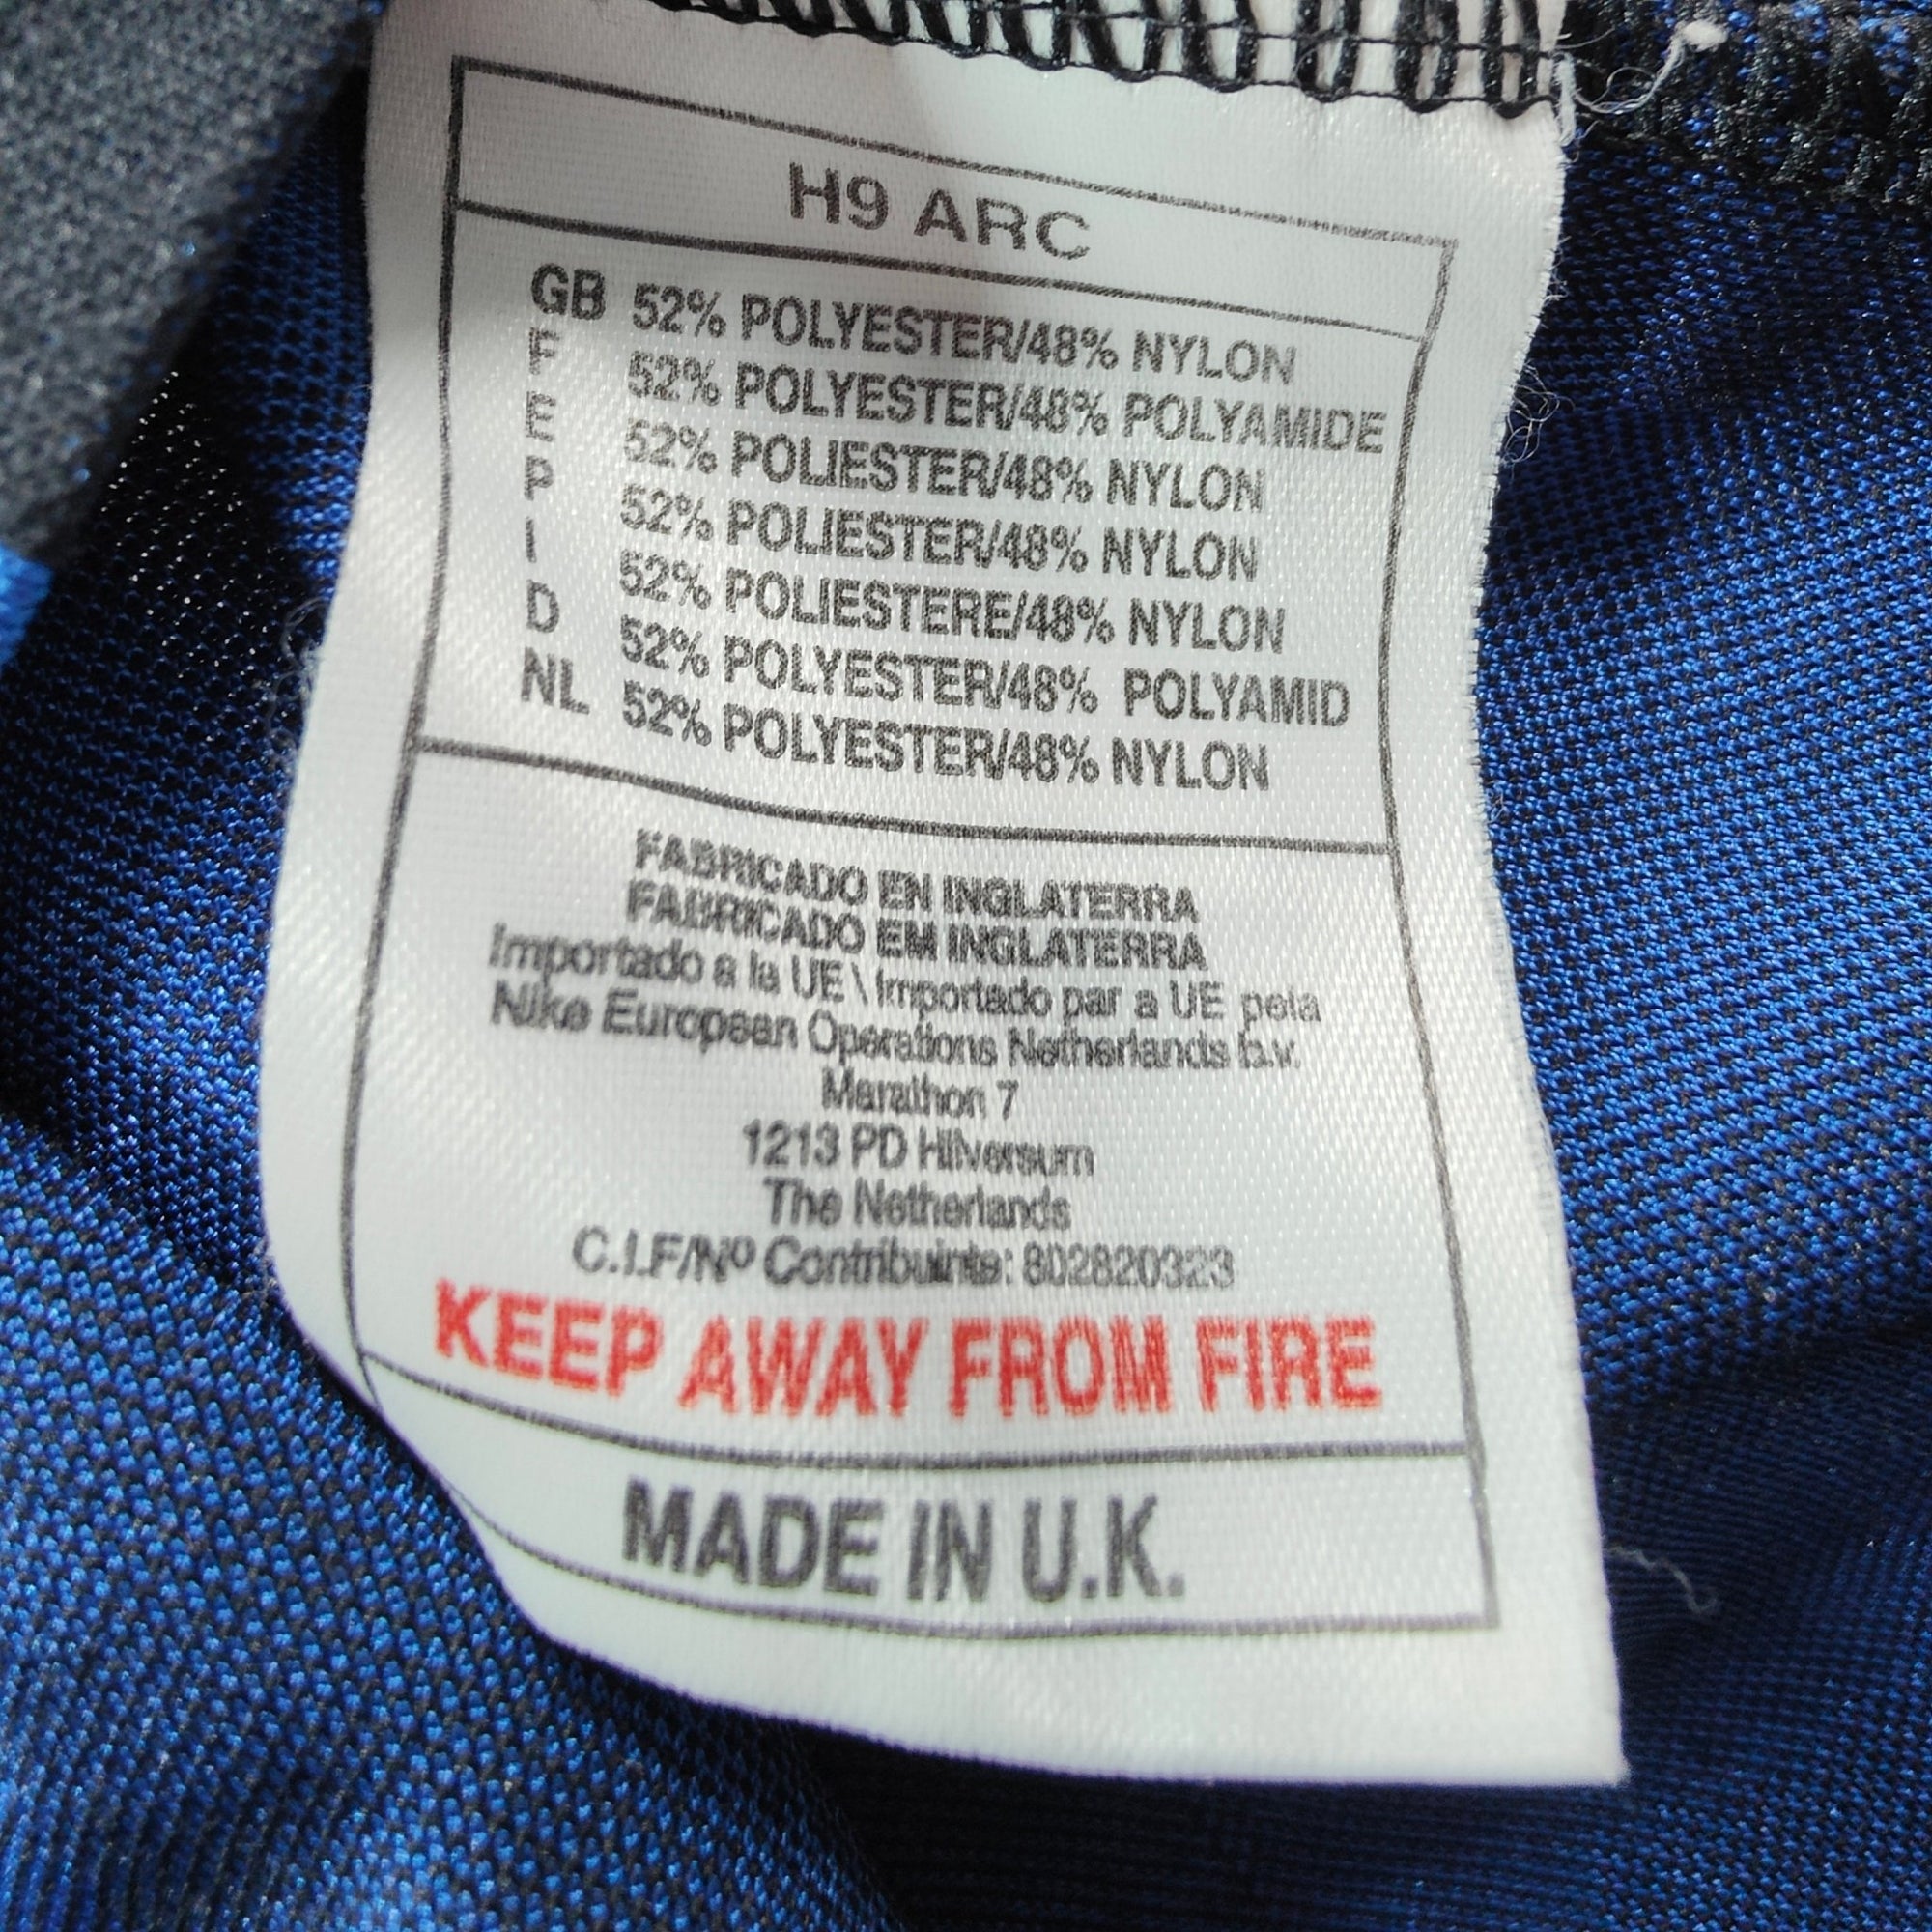 H9 ARC
GB 52% POLYESTER/48% NYLON
F 52% POLYESTER/48% POLYAMIDE
E 52% POLIESTER/48% NYLON
P 52% POLIESTER/48% NYLON
I 52% POLIESTERE/48% NYLON
D 52% POLYESTER/48% POLYAMID
NL 52% POLYESTER/48% NYLON
FABRICADO EN INGLATERRA
FABRICADO EM INGLATERRA
Importado a la UE \ Importado par a UE pela
Nike European Operations Netherlands b.v.
Marathon 7
1213 PD Hilversum
The Netherlands
C.I.F/Nº Contribuinte: 802820323
KEEP AWAY FROM FIRE
MADE IN U.K.